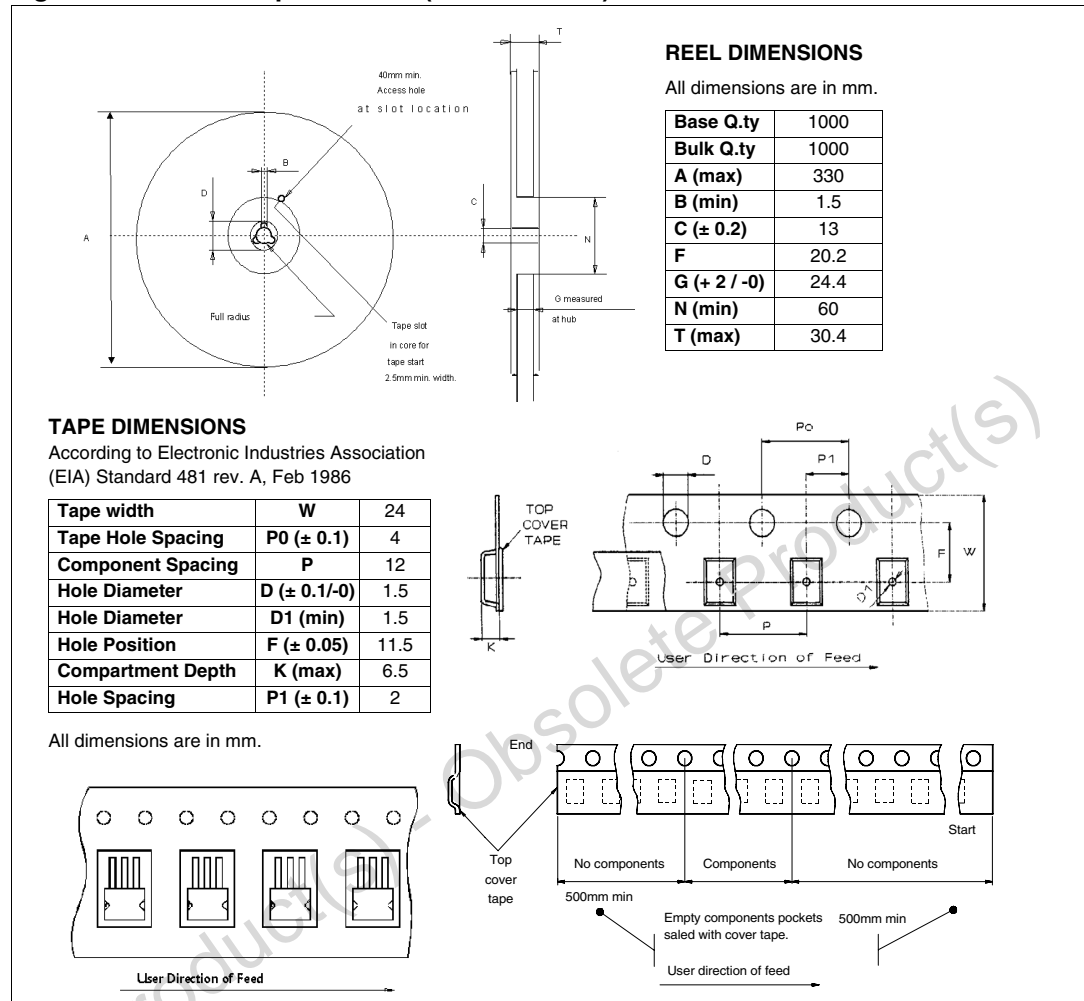 T
40mm min.
Access hole
at slot location
B
D
C
A
N
G measured
at hub
Full radius
Tape slot
in core for
tape start
2.5mm min. width.
REEL DIMENSIONS
All dimensions are in mm.
Base Q.ty 1000
Bulk Q.ty 1000
A (max) 330
B (min) 1.5
C (± 0.2) 13
F 20.2
G (+ 2 / -0) 24.4
N (min) 60
T (max) 30.4
TAPE DIMENSIONS
According to Electronic Industries Association
(EIA) Standard 481 rev. A, Feb 1986
Tape width W 24
Tape Hole Spacing P0 (± 0.1) 4
Component Spacing P 12
Hole Diameter D (± 0.1/-0) 1.5
Hole Diameter D1 (min) 1.5
Hole Position F (± 0.05) 11.5
Compartment Depth K (max) 6.5
Hole Spacing P1 (± 0.1) 2
All dimensions are in mm.
TOP
COVER
TAPE
K
Po
D
P1
F
W
D1
P
User Direction of Feed
End
Start
Top
cover
tape
No components
Components
No components
500mm min
Empty components pockets
saled with cover tape.
500mm min
User direction of feed
User Direction of Feed
roduct(s) - Obsolete Product(s)